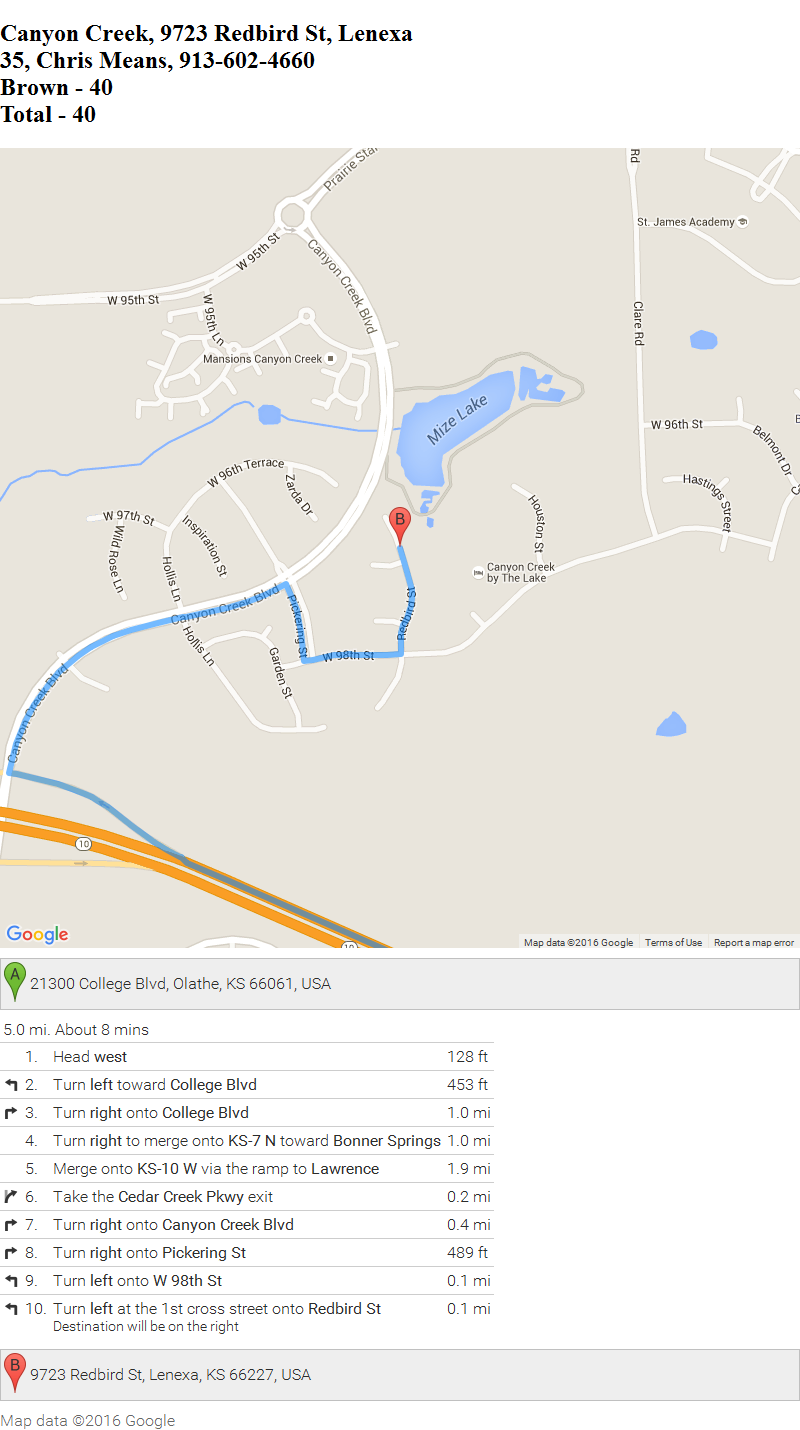 Canyon Creek, 9723 Redbird St, Lenexa
35, Chris Means, 913-602-4660
Brown - 40
Total - 40
Prairie Star
Rd
St. James Academy
W 95th St
Canyon Creek Blvd
W 95th St
W 95th Ln
Clare Rd
Mansions Canyon Creek
Mize Lake
W 96th St
Belmont Dr
W 96th Terrace
Zarda Dr
Hastings Street
W 97th St
Inspiration St
Houston St
Wild Rose Ln
Hollis Ln
Canyon Creek
by The Lake
B
Canyon Creek Blvd
Pickering St
Redbird St
Hollis Ln
W 98th St
Garden St
Canyon Creek Blvd
10
10
Google
Map data ©2016 Google
Terms of Use
Report a map error
A 21300 College Blvd, Olathe, KS 66061, USA
5.0 mi. About 8 mins
1. Head west 128 ft
2. Turn left toward College Blvd 453 ft
3. Turn right onto College Blvd 1.0 mi
4. Turn right to merge onto KS-7 N toward Bonner Springs 1.0 mi
5. Merge onto KS-10 W via the ramp to Lawrence 1.9 mi
6. Take the Cedar Creek Pkwy exit 0.2 mi
7. Turn right onto Canyon Creek Blvd 0.4 mi
8. Turn right onto Pickering St 489 ft
9. Turn left onto W 98th St 0.1 mi
10. Turn left at the 1st cross street onto Redbird St 0.1 mi
Destination will be on the right
B 9723 Redbird St, Lenexa, KS 66227, USA
Map data ©2016 Google